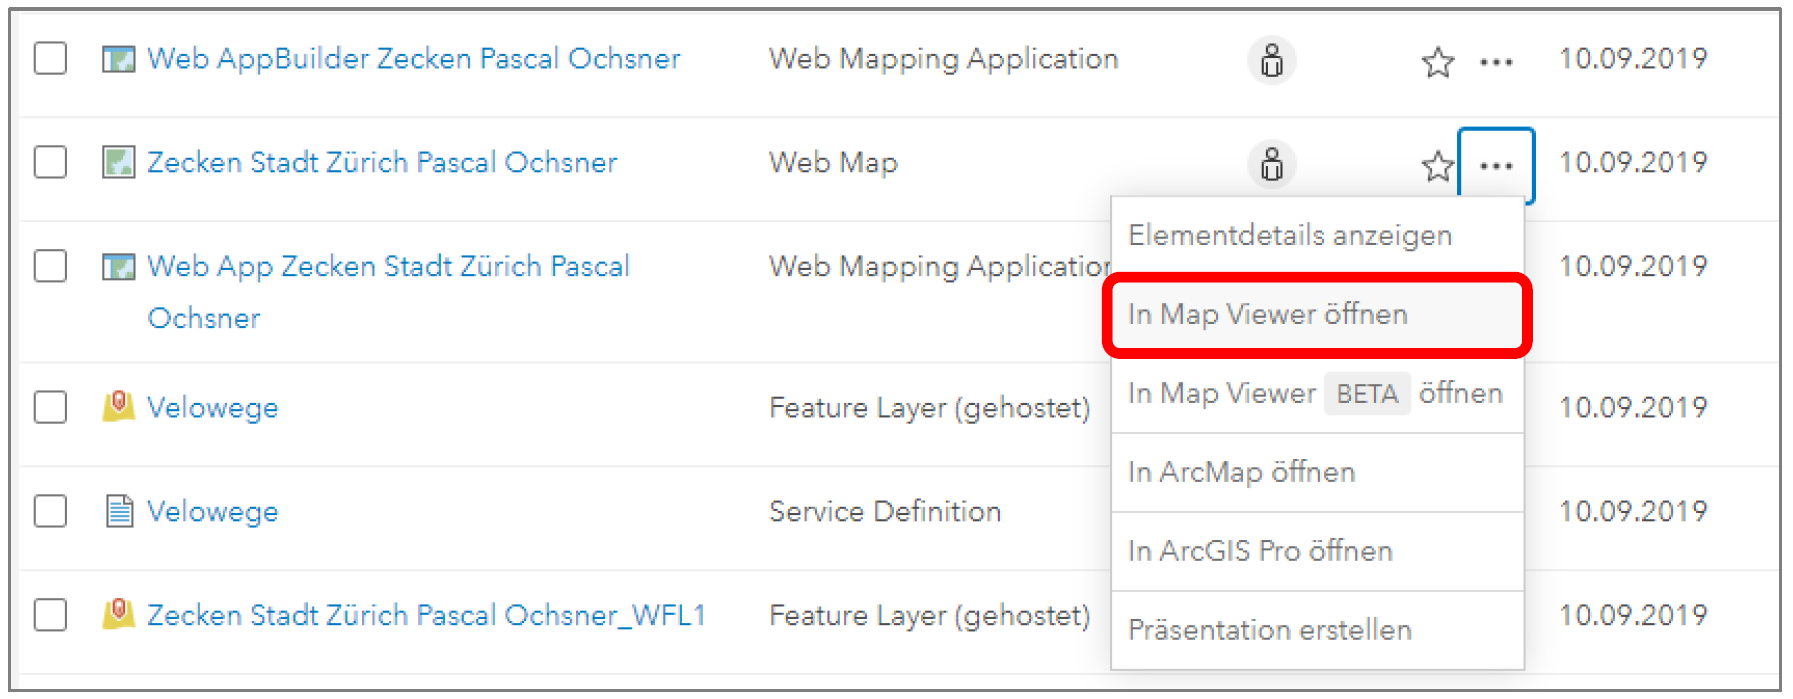 Web AppBuilder Zecken Pascal Ochsner Web Mapping Application 10.09.2019
Zecken Stadt Zürich Pascal Ochsner Web Map 10.09.2019
Web App Zecken Stadt Zürich Pascal Web Mapping Application 10.09.2019
Ochsner
Velowege Feature Layer (gehostet) 10.09.2019
Velowege Service Definition 10.09.2019
Zecken Stadt Zürich Pascal Ochsner_WFL1 Feature Layer (gehostet) 10.09.2019
Elementdetails anzeigen
In Map Viewer öffnen
In Map Viewer BETA öffnen
In ArcMap öffnen
In ArcGIS Pro öffnen
Präsentation erstellen